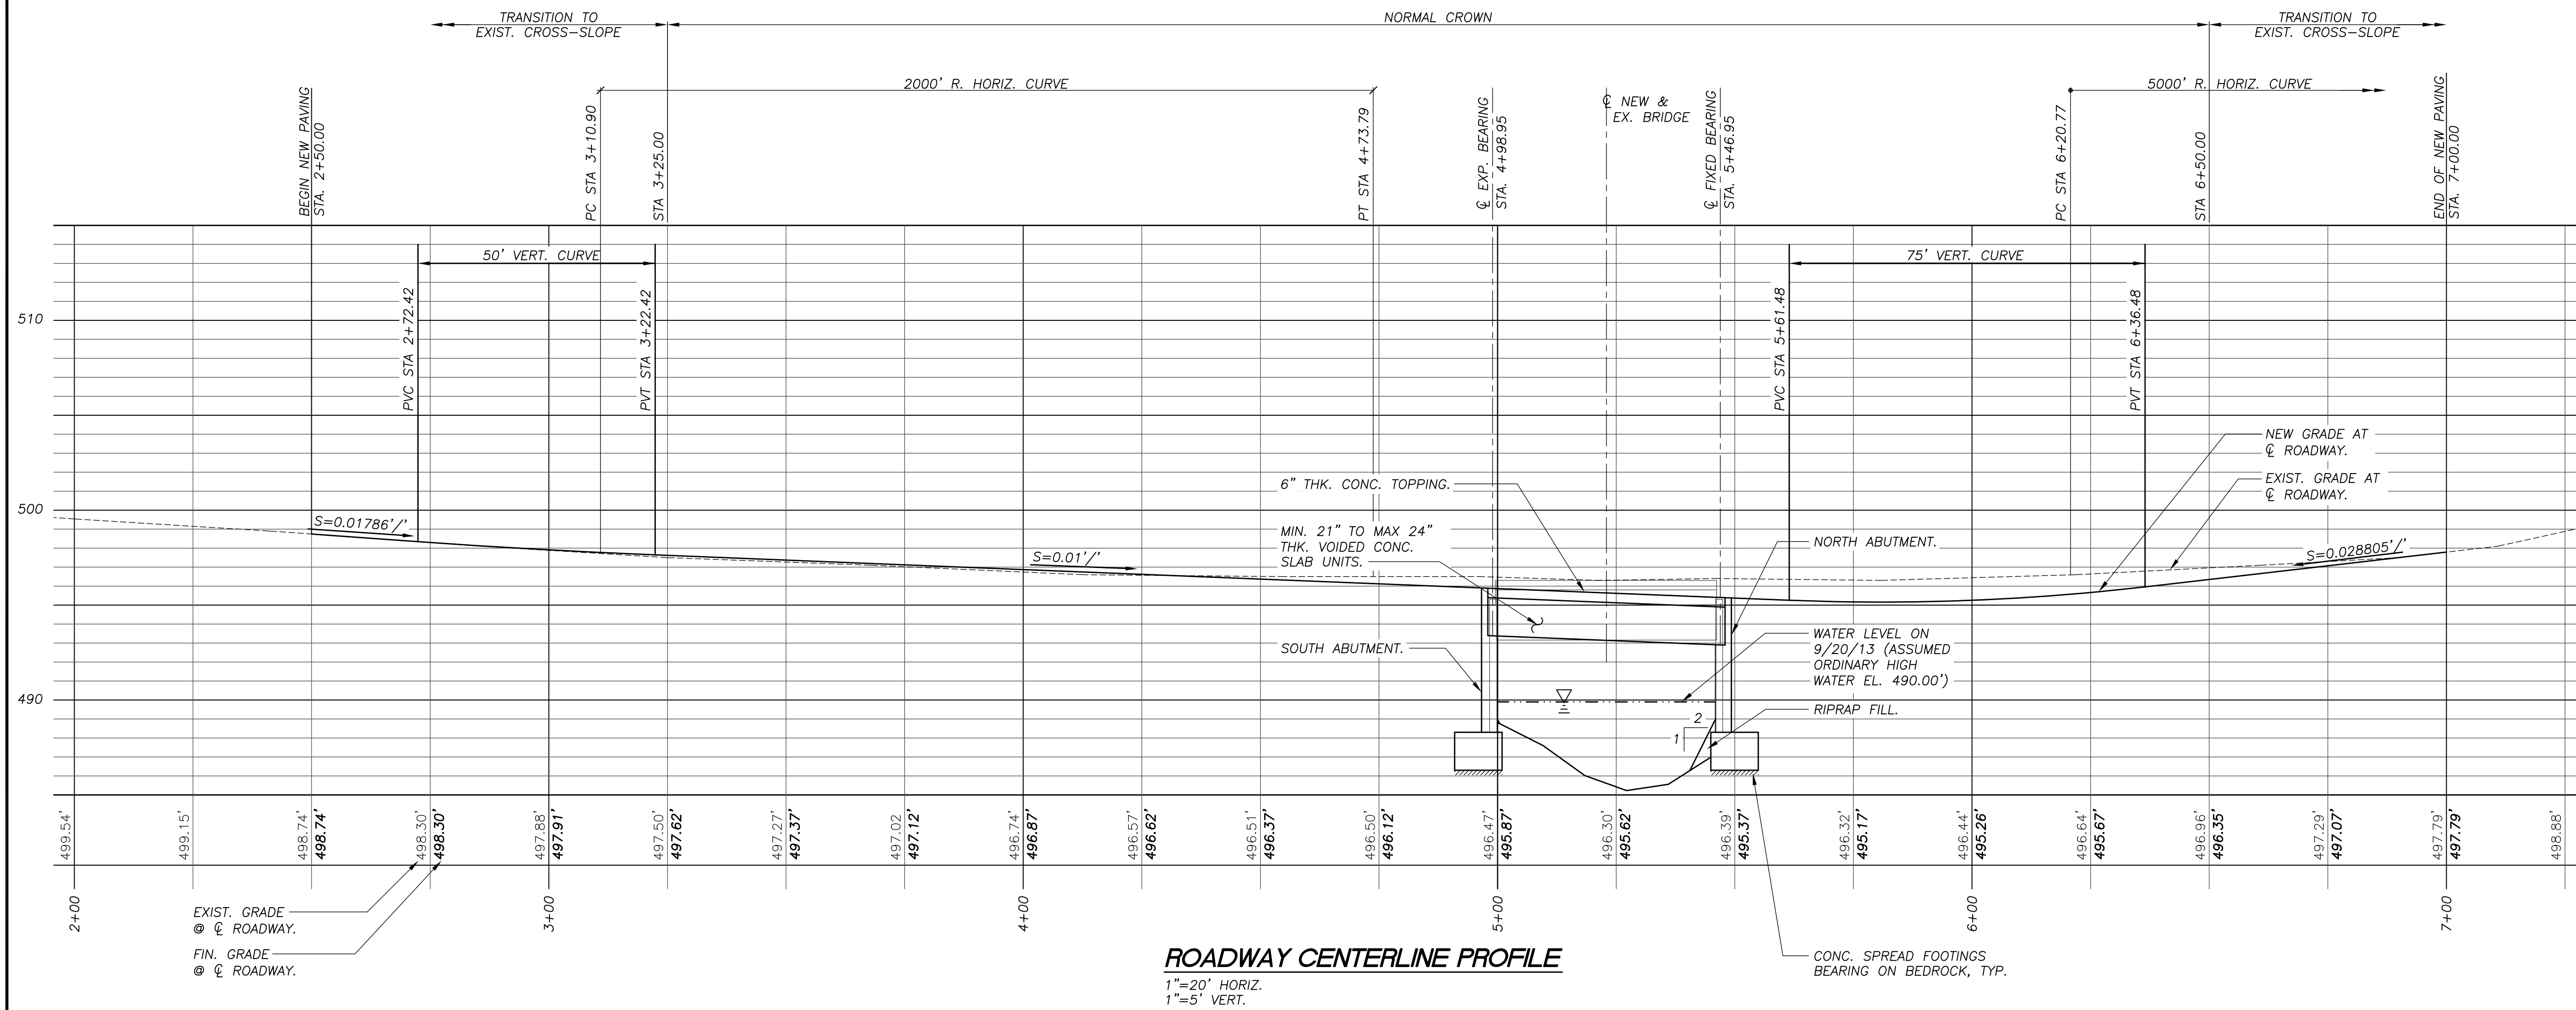 TRANSITION TO
EXIST. CROSS-SLOPE
NORMAL CROWN
TRANSITION TO
EXIST. CROSS-SLOPE
2000' R. HORIZ. CURVE
5000' R. HORIZ. CURVE
BEGIN NEW PAVING
STA. 2+50.00
PC STA 3+10.90
STA 3+25.00
PT STA 4+73.79
℄ EXP. BEARING
STA. 4+98.95
℄ NEW &
EX. BRIDGE
℄ FIXED BEARING
STA. 5+46.95
PC STA 6+20.77
STA 6+50.00
END OF NEW PAVING
STA. 7+00.00
50' VERT. CURVE
75' VERT. CURVE
PVC STA 2+72.42
PVT STA 3+22.42
PVC STA 5+61.48
PVT STA 6+36.48
510
500
490
S=0.01786'/'
S=0.01'/'
S=0.028805'/'
6" THK. CONC. TOPPING.
MIN. 21" TO MAX 24"
THK. VOIDED CONC.
SLAB UNITS.
SOUTH ABUTMENT.
NORTH ABUTMENT.
NEW GRADE AT
℄ ROADWAY.
EXIST. GRADE AT
℄ ROADWAY.
WATER LEVEL ON
9/20/13 (ASSUMED
ORDINARY HIGH
WATER EL. 490.00')
RIPRAP FILL.
2
1
499.54'
499.15'
498.74'
498.74'
498.30'
498.30'
497.88'
497.91'
497.50'
497.62'
497.27'
497.37'
497.02'
497.12'
496.74'
496.87'
496.57'
496.62'
496.51'
496.37'
496.50'
496.12'
496.47'
495.87'
496.30'
495.62'
496.39'
495.37'
496.32'
495.17'
496.44'
495.26'
496.64'
495.67'
496.96'
496.35'
497.29'
497.07'
497.79'
497.79'
498.88'
2+00
3+00
4+00
5+00
6+00
7+00
EXIST. GRADE
@ ℄ ROADWAY.
FIN. GRADE
@ ℄ ROADWAY.
CONC. SPREAD FOOTINGS
BEARING ON BEDROCK, TYP.
ROADWAY CENTERLINE PROFILE
1"=20' HORIZ.
1"=5' VERT.